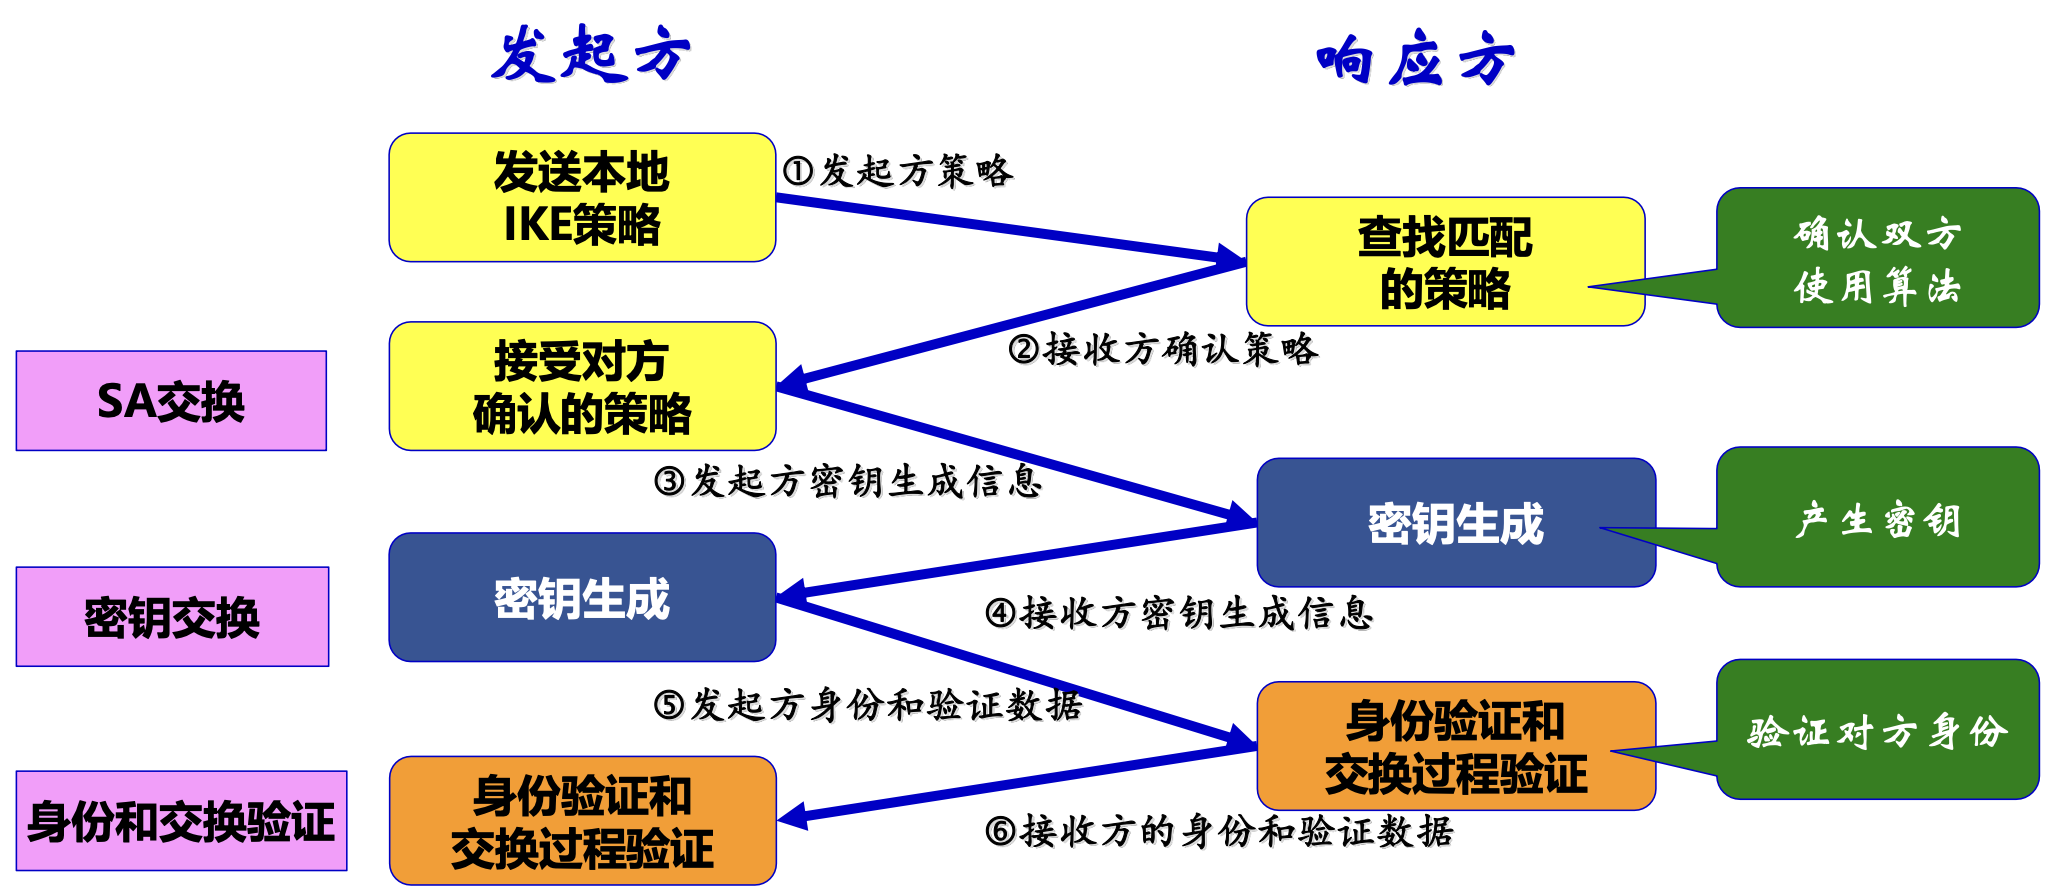 发起方
响应方
发送本地
IKE策略
①发起方策略
查找匹配
的策略
确认双方
使用算法
②接收方确认策略
SA交换
接受对方
确认的策略
③发起方密钥生成信息
密钥生成
产生密钥
密钥交换
密钥生成
④接收方密钥生成信息
⑤发起方身份和验证数据
身份验证和
交换过程验证
验证对方身份
身份和交换验证
身份验证和
交换过程验证
⑥接收方的身份和验证数据